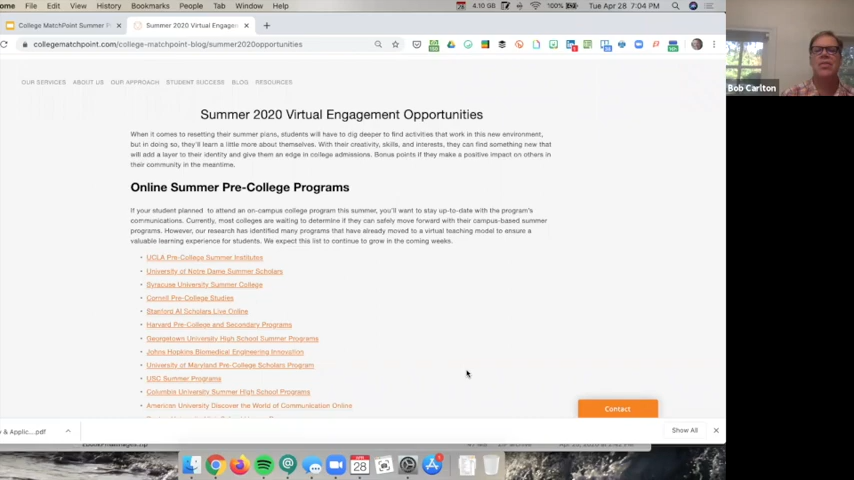 File Edit View History Bookmarks People Tab Window Help 4.10 GB 100% Tue Apr 28 7:04 PM
College MatchPoint Summer P
Summer 2020 Virtual Engagemen
collegematchpoint.com/college-matchpoint-blog/summer2020opportunities
Bob Carlton
OUR SERVICES ABOUT US OUR APPROACH STUDENT SUCCESS BLOG RESOURCES
Summer 2020 Virtual Engagement Opportunities
When it comes to resetting their summer plans, students will have to dig deeper to find activities that work in this new environment,
but in doing so, they'll learn a little more about themselves. With their creativity, skills, and interests, they can find something new that
will add a layer to their identity and give them an edge in college admissions. Bonus points if they make a positive impact on others in
their community in the meantime.
Online Summer Pre-College Programs
If your student planned to attend an on-campus college program this summer, you'll want to stay up-to-date with the program's
communications. Currently, most colleges are waiting to determine if they can safely move forward with their campus-based summer
programs. However, our research has identified many programs that have already moved to a virtual teaching model to ensure a
valuable learning experience for students. We expect this list to continue to grow in the coming weeks.
UCLA Pre-College Summer Institutes
University of Notre Dame Summer Scholars
Syracuse University Summer College
Cornill Pre-College Studies
Stanford AI Scholars Live Online
Harvard Pre-College and Secondary Programs
Georgetown University High School Summer Programs
Johns Hopkins Biomedical Engineering Innovation
University of Maryland Pre-College Scholars Program
USC Summer Programs
Columbia University Summer High School Programs
American University Discover the World of Communication Online
Contact
y & Applic....pdf
Show All
APR
28